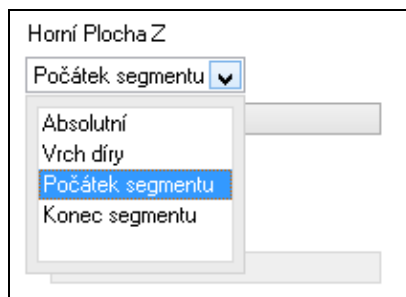 Horní Plocha Z
Počátek segmentu
Absolutní
Vrch díry
Počátek segmentu
Konec segmentu